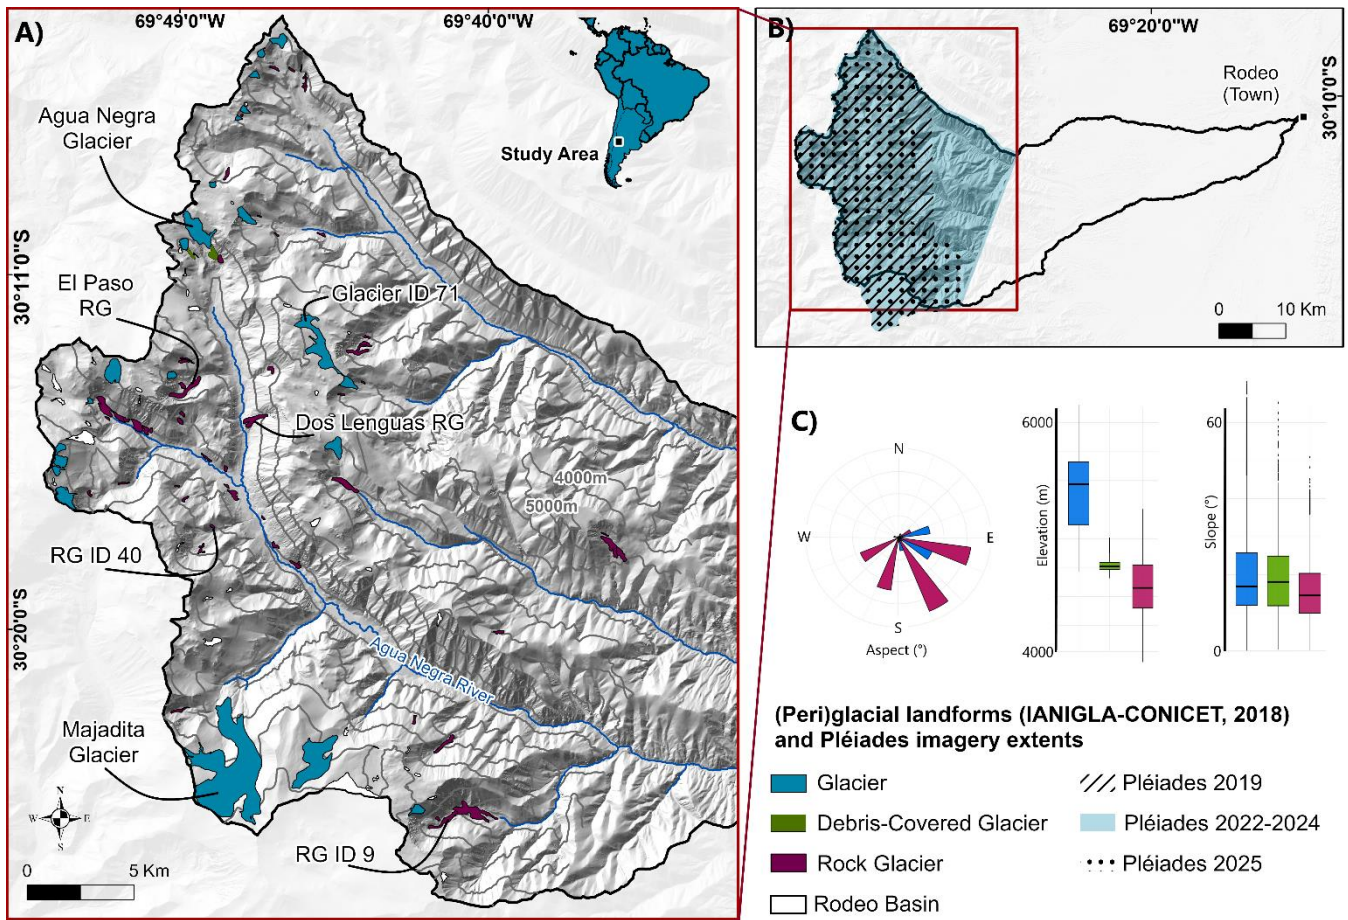 A)
69°49'0"W
69°40'0"W
Agua Negra
Glacier
Study Area
30°11'0"S
El Paso
RG
Glacier ID 71
Dos Lenguas RG
4000m
5000m
RG ID 40
30°20'0"S
Agua Negra River
Majadita
Glacier
N
W
E
S
RG ID 9
0
5 Km
B)
69°20'0"W
Rodeo
(Town)
30°10'0"S
0
10 Km
C)
N
W
E
S
Aspect (°)
6000
Elevation (m)
4000
60
Slope (°)
0
(Peri)glacial landforms (IANIGLA-CONICET, 2018)
and Pléiades imagery extents
Glacier
Debris-Covered Glacier
Rock Glacier
Rodeo Basin
Pléiades 2019
Pléiades 2022-2024
Pléiades 2025